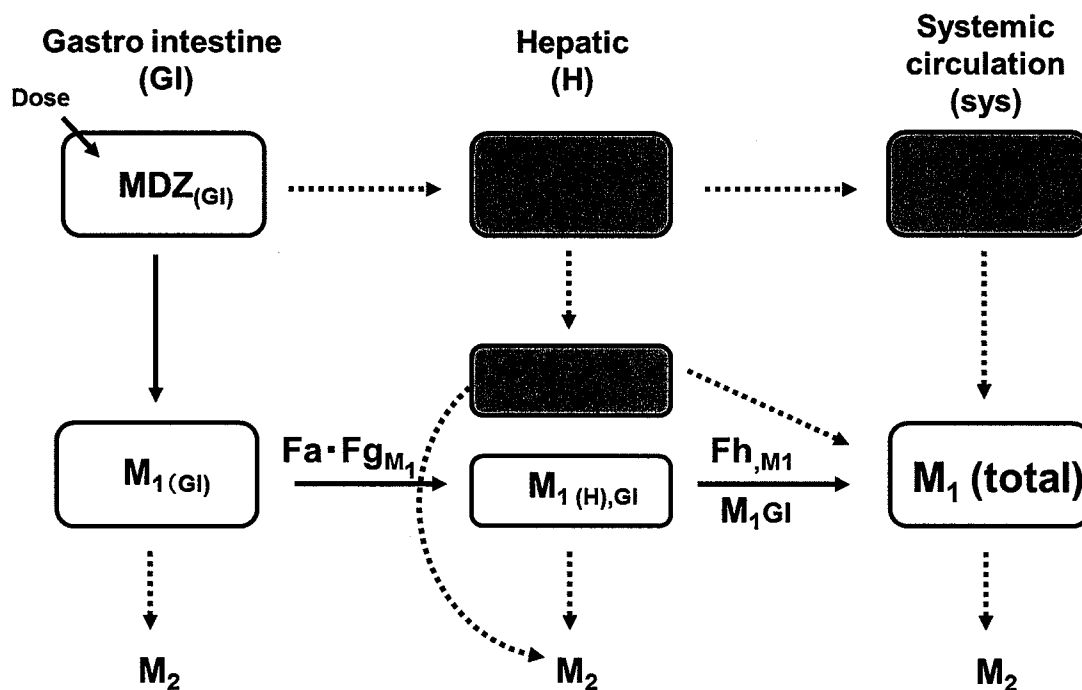 Gastro intestine
(GI)
Hepatic
(H)
Systemic
circulation
(sys)
Dose
MDZ(GI)
M1(GI)
Fa・FgM1
M1(H),GI
Fh,M1
M1GI
M1 (total)
M2
M2
M2